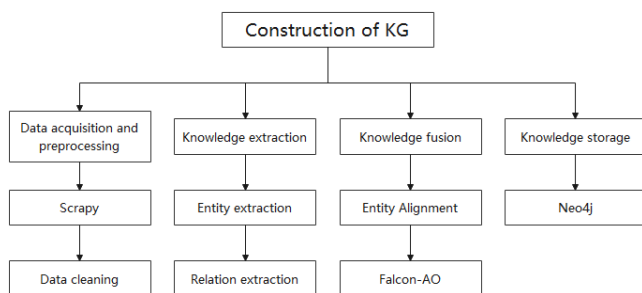 Construction of KG
Data acquisition and
preprocessing
Knowledge extraction
Knowledge fusion
Knowledge storage
Scrapy
Entity extraction
Entity Alignment
Neo4j
Data cleaning
Relation extraction
Falcon-AO